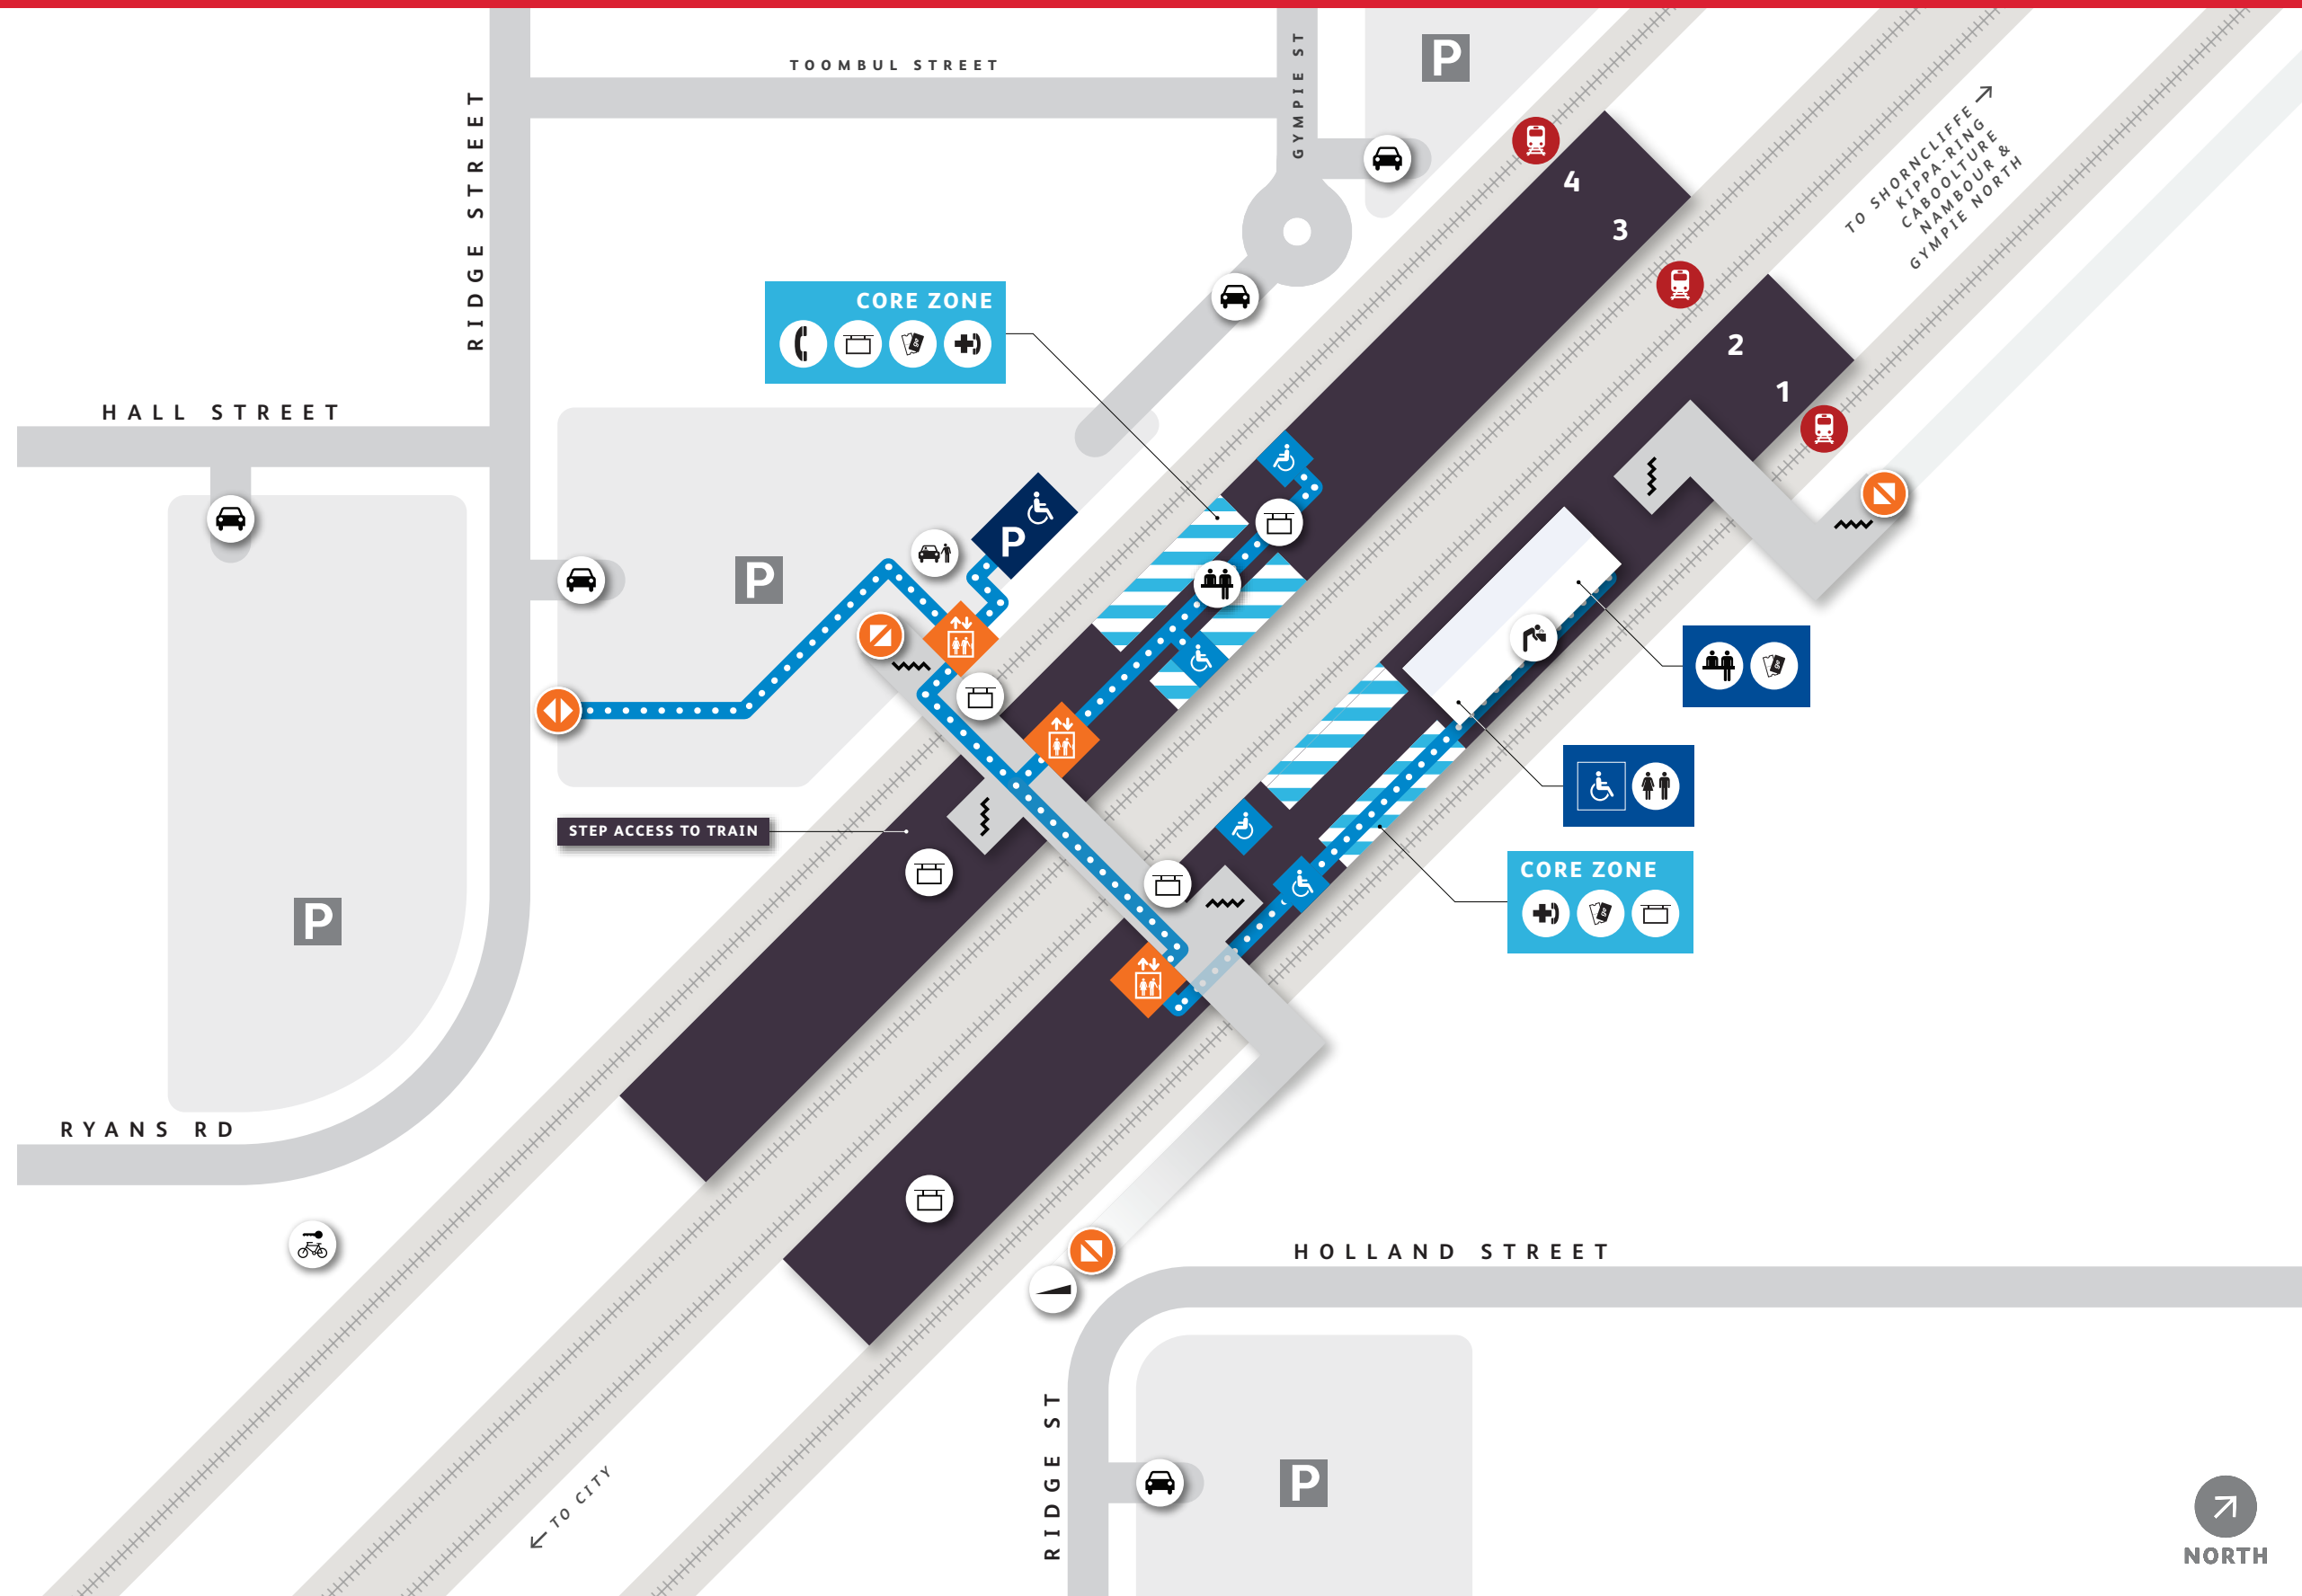 TOOMBUL STREET
GYMPIE ST
P
RIDGE STREET
4
3
TO SHORNCLIFFE
KIPPA-RING
CABOOLTURE
NAMBOUR &
GYMPIE NORTH
CORE ZONE
2
1
HALL STREET
P
P
STEP ACCESS TO TRAIN
CORE ZONE
P
RYANS RD
HOLLAND STREET
RIDGE ST
TO CITY
P
NORTH